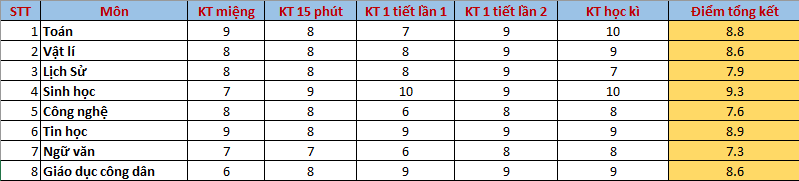 STT Môn KT miệng KT 15 phút KT 1 tiết lần 1 KT 1 tiết lần 2 KT học kì Điểm tổng kết
1 Toán 9 8 7 9 10 8.8
2 Vật lí 8 8 8 9 9 8.6
3 Lịch Sử 8 8 8 9 7 7.9
4 Sinh học 7 9 10 9 10 9.3
5 Công nghệ 8 8 6 8 8 7.6
6 Tin học 9 8 9 9 9 8.9
7 Ngữ văn 7 7 6 8 8 7.3
8 Giáo dục công dân 6 8 9 9 9 8.6